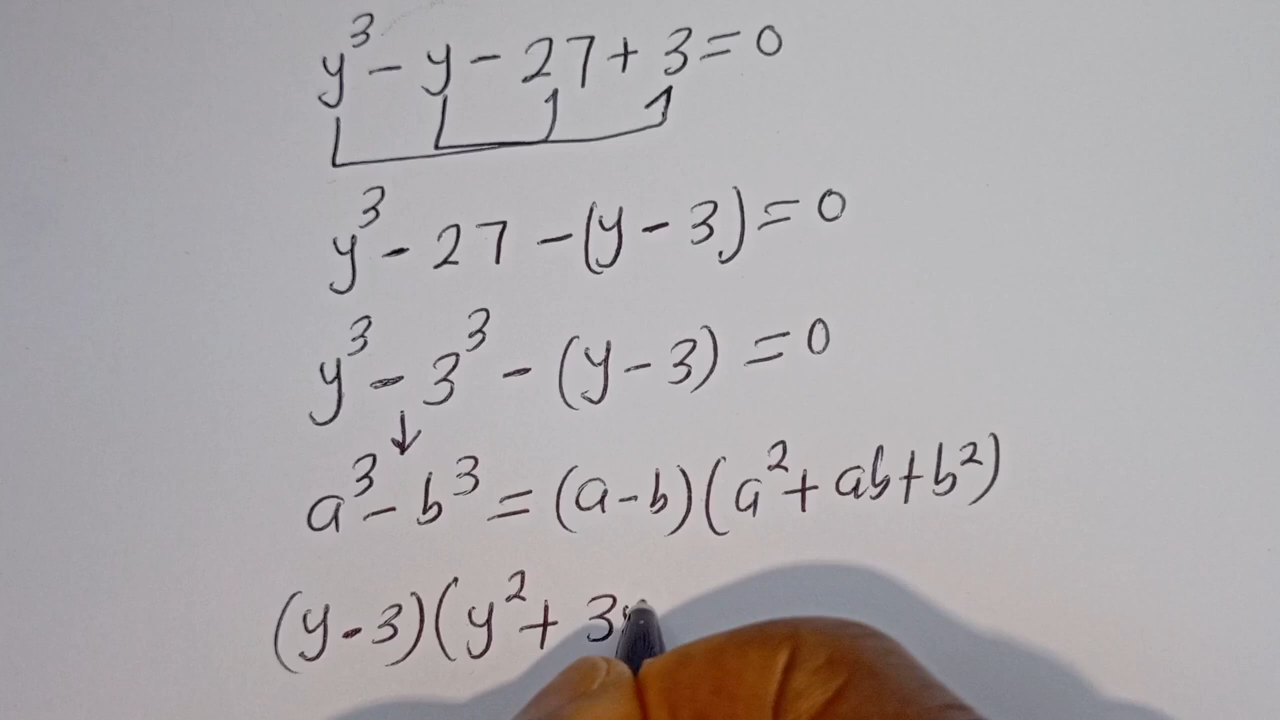 y³ - y - 27 + 3 = 0
y³ - 27 - (y - 3) = 0
y³ - 3³ - (y - 3) = 0
a³ - b³ = (a - b)(a² + ab + b²)
(y - 3)(y² + 3